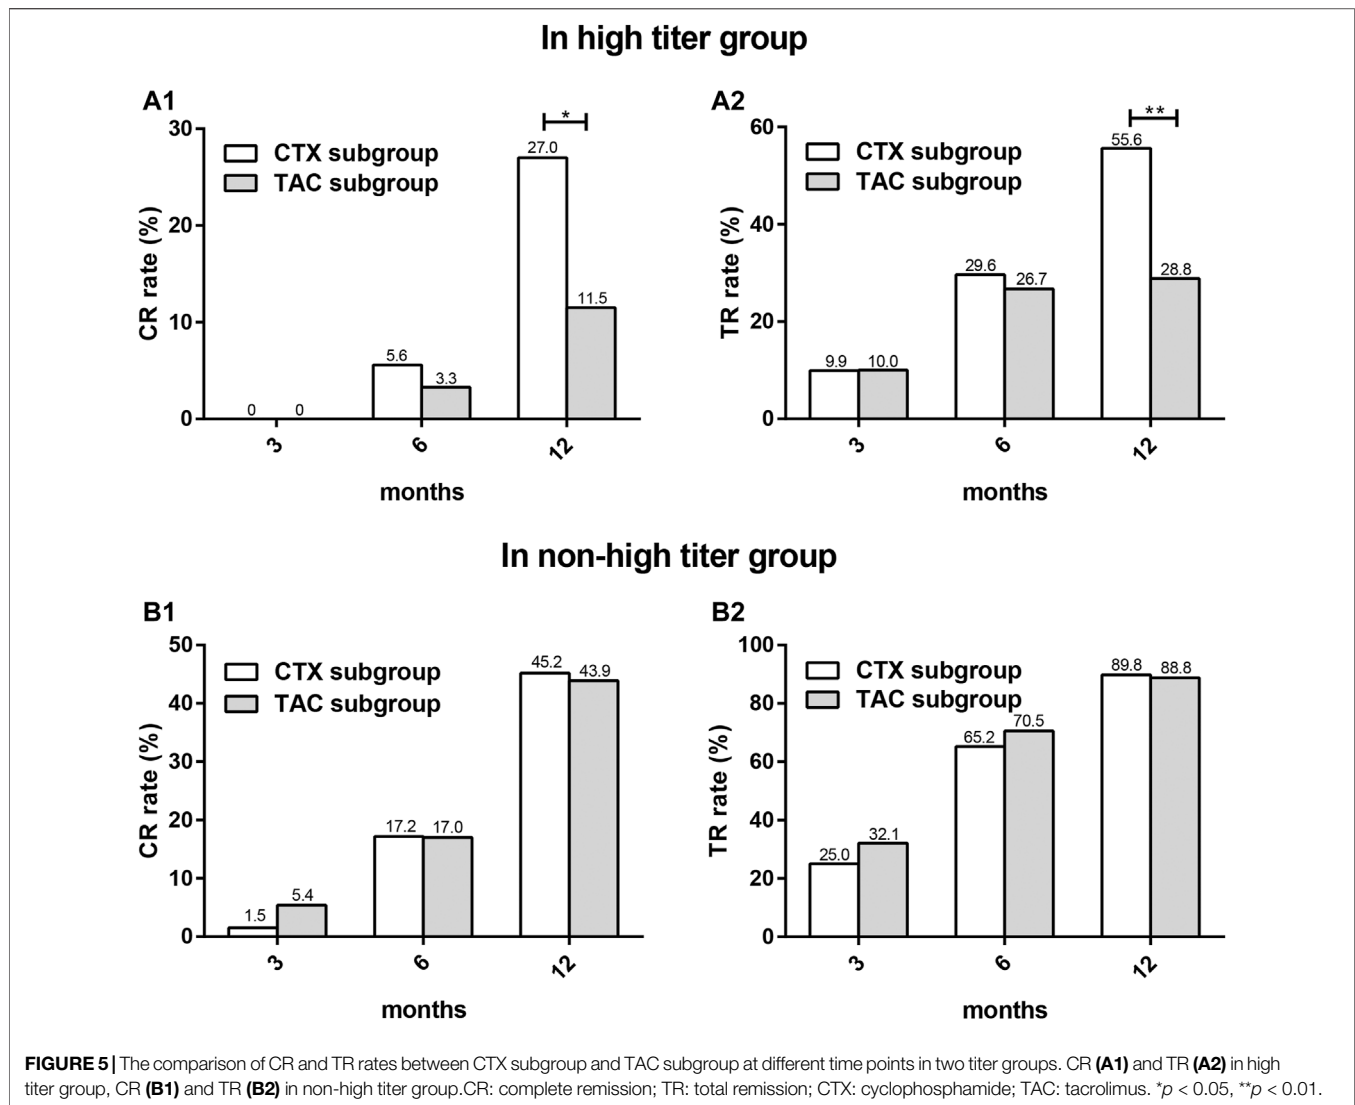 In high titer group
A1
A2
30
20
10
0
CR rate (%)
CTX subgroup
TAC subgroup
*
0
0
5.6
3.3
27.0
11.5
3
6
12
months
60
40
20
0
TR rate (%)
CTX subgroup
TAC subgroup
**
9.9
10.0
29.6
26.7
55.6
28.8
3
6
12
months
In non-high titer group
B1
B2
50
40
30
20
10
0
CR rate (%)
CTX subgroup
TAC subgroup
1.5
5.4
17.2
17.0
45.2
43.9
3
6
12
months
100
80
60
40
20
0
TR rate (%)
CTX subgroup
TAC subgroup
25.0
32.1
65.2
70.5
89.8
88.8
3
6
12
months
FIGURE 5 | The comparison of CR and TR rates between CTX subgroup and TAC subgroup at different time points in two titer groups. CR (A1) and TR (A2) in high
titer group, CR (B1) and TR (B2) in non-high titer group.CR: complete remission; TR: total remission; CTX: cyclophosphamide; TAC: tacrolimus. *p < 0.05, **p < 0.01.